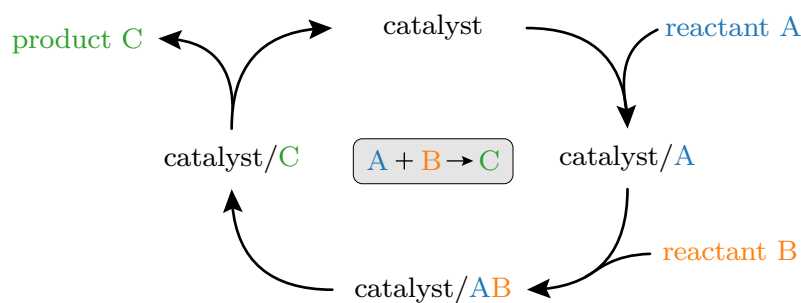 catalyst
reactant A
product C
catalyst/C
A + B → C
catalyst/A
reactant B
catalyst/AB